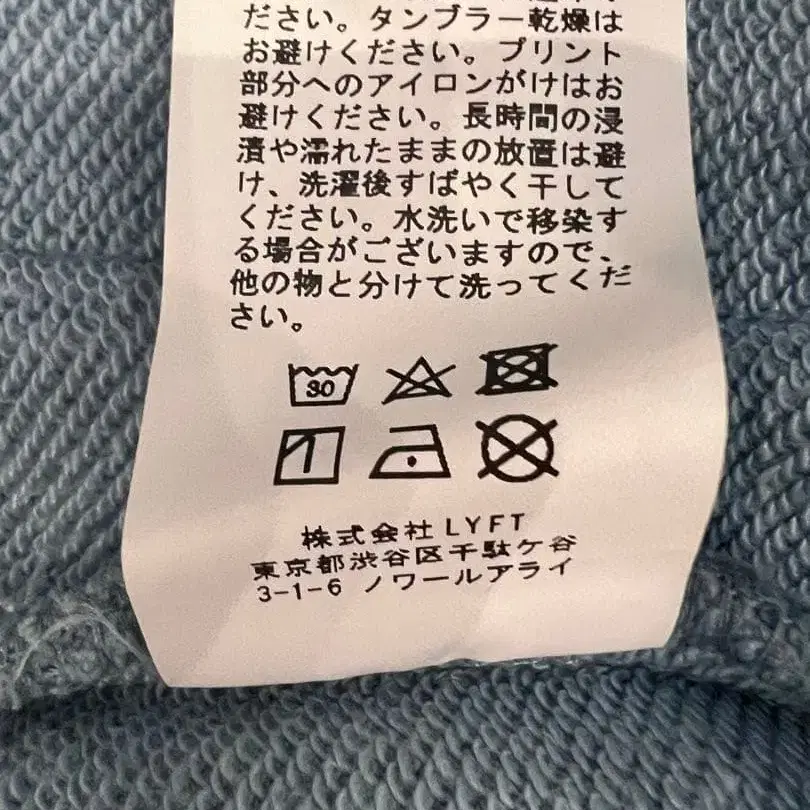 ださい。タンブラー乾燥は
お避けください。プリント
部分へのアイロンがけはお
避けください。長時間の浸
漬や濡れたままの放置は避
け、洗濯後すばやく干して
ください。水洗いで移染す
る場合がございますので、
他の物と分けて洗ってくだ
さい。
30
株式会社 LYFT
東京都渋谷区千駄ケ谷
3-1-6 ノワールアライ